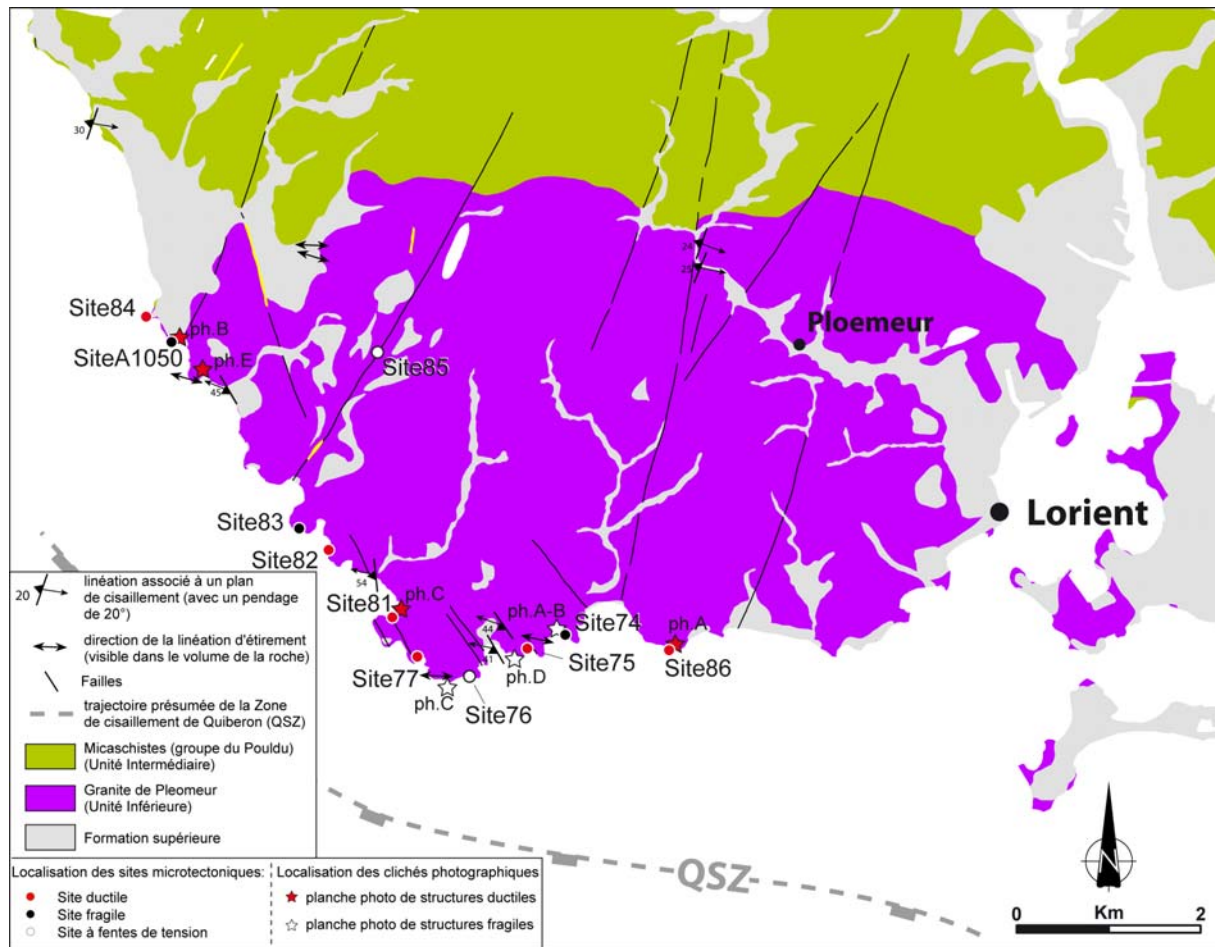 30
24
25
Site84
ph.B
SiteA1050
ph.E
45
Site85
Ploemeur
Lorient
Site83
Site82
54
Site81
ph.C
Site77
ph.C
44
41
ph.A-B
Site74
Site75
ph.D
Site76
ph.A
Site86
QSZ
20
linéation associé à un plan
de cisaillement (avec un pendage
de 20°)
direction de la linéation d'étirement
(visible dans le volume de la roche)
Failles
trajectoire présumée de la Zone
de cisaillement de Quiberon (QSZ)
Micaschistes (groupe du Pouldu)
(Unité Intermédiaire)
Granite de Pleomeur
(Unité Inférieure)
Formation supérieure
Localisation des sites microtectoniques:
Site ductile
Site fragile
Site à fentes de tension
Localisation des clichés photographiques
planche photo de structures ductiles
planche photo de structures fragiles
N
0 Km 2